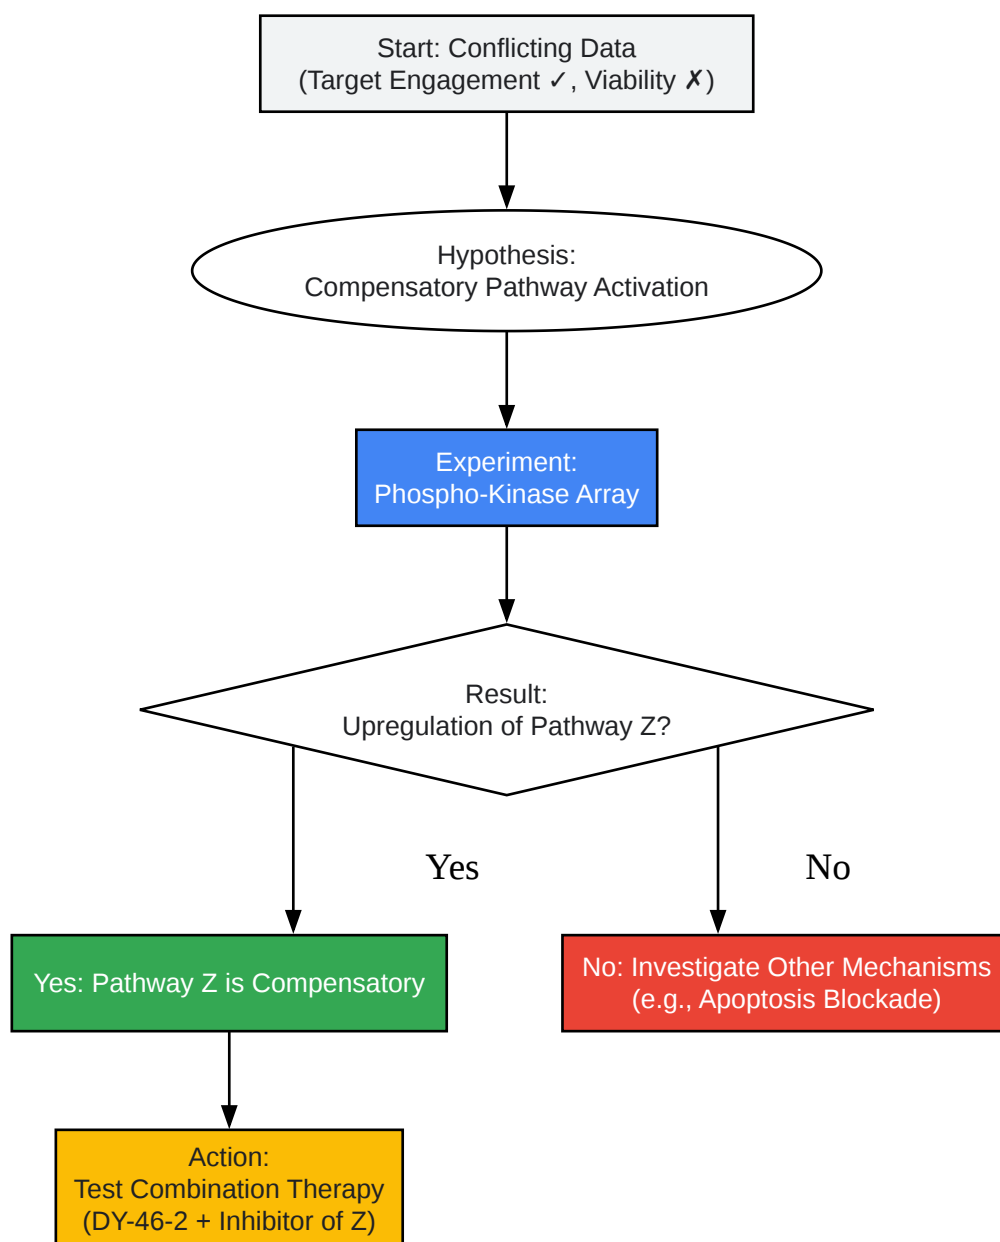 Start: Conflicting Data
(Target Engagement ✓, Viability ✗)
Hypothesis:
Compensatory Pathway Activation
Experiment:
Phospho-Kinase Array
Result:
Upregulation of Pathway Z?
Yes
No
Yes: Pathway Z is Compensatory
No: Investigate Other Mechanisms
(e.g., Apoptosis Blockade)
Action:
Test Combination Therapy
(DY-46-2 + Inhibitor of Z)